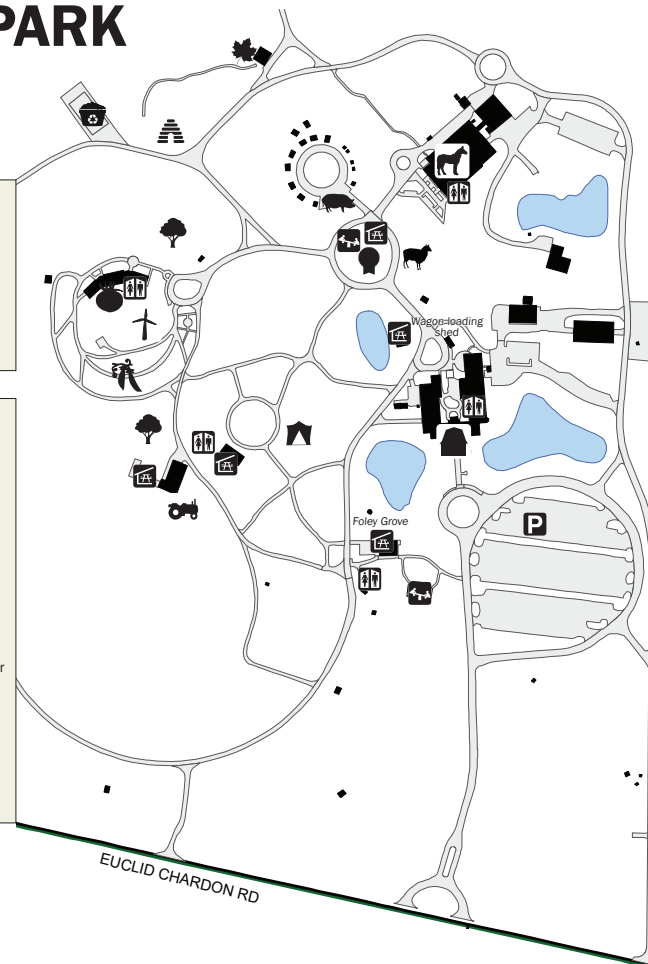 PARK
Wagon loading
shed
P
Foley Grove
r
EUCLID CHARDON RD